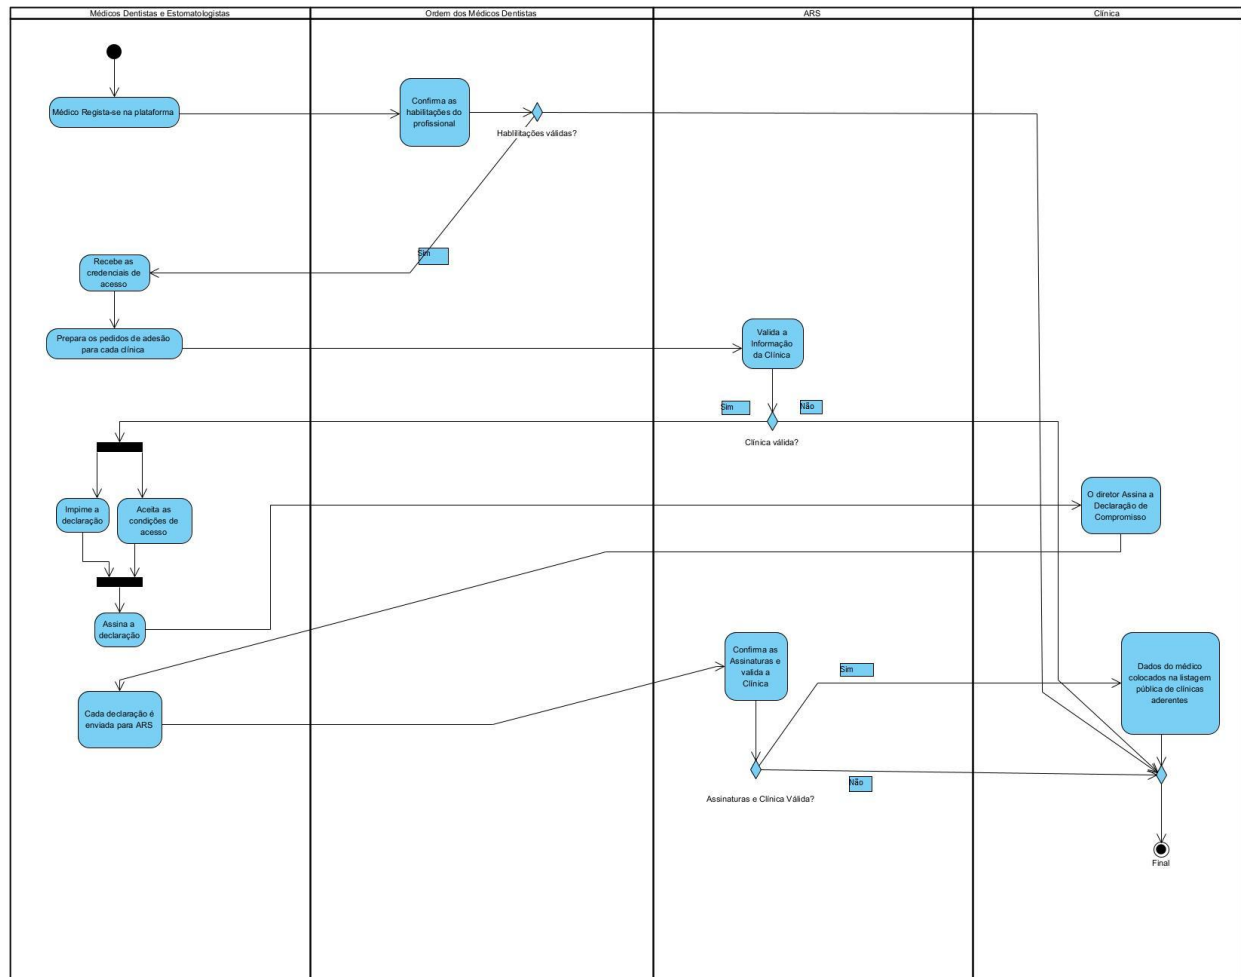 Médicos Dentistas e Estomatologistas
Ordem dos Médicos Dentistas
ARS
Clínica
Médico Regista-se na plataforma
Confirma as
habilitações do
profissional
Hablilitações válidas?
Sim
Recebe as
credenciais de
acesso
Prepara os pedidos de adesão
para cada clínica
Valida a
Informação
da Clínica
Sim
Não
Clínica válida?
Impime a
declaração
Aceita as
condições de
acesso
O diretor Assina a
Declaração de
Compromisso
Assina a
declaração
Confirma as
Assinaturas e
valida a
Clínica
Sim
Dados do médico
colocados na listagem
pública de clínicas
aderentes
Cada declaração é
enviada para ARS
Não
Assinaturas e Clínica Válida?
Final